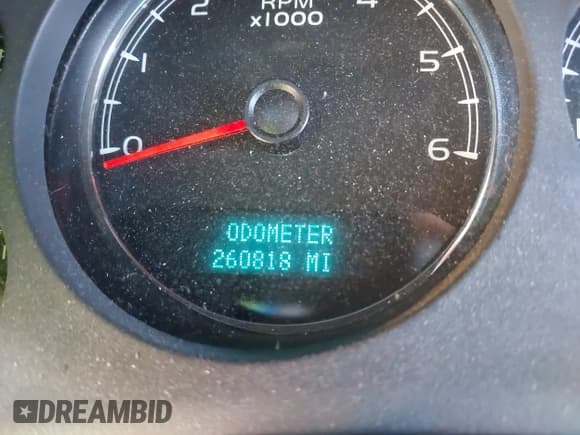 2
RPM
4
x1000
1
5
0
6
ODOMETER
260818 MI
DREAMBID